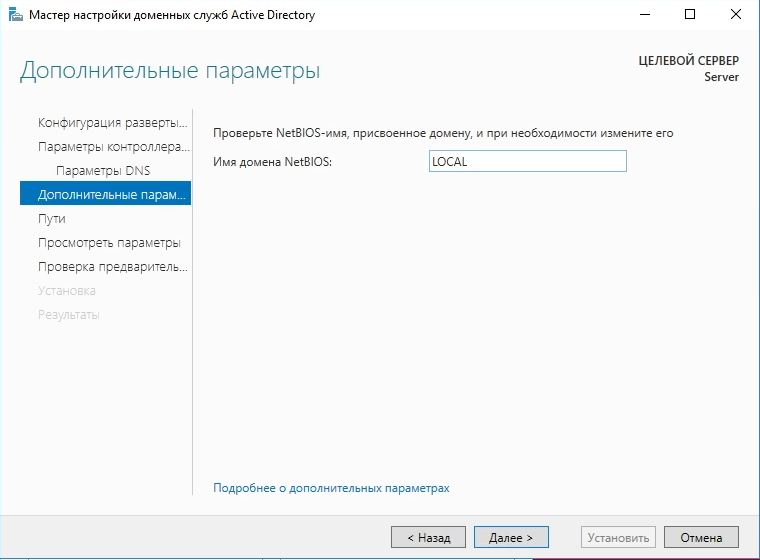 Мастер настройки доменных служб Active Directory
Дополнительные параметры
ЦЕЛЕВОЙ СЕРВЕР
Server
Конфигурация разверты...
Параметры контроллера...
Параметры DNS
Дополнительные парам...
Пути
Просмотреть параметры
Проверка предваритель...
Установка
Результаты
Проверьте NetBIOS-имя, присвоенное домену, и при необходимости измените его
Имя домена NetBIOS:
LOCAL
Подробнее о дополнительных параметрах
< Назад
Далее >
Установить
Отмена